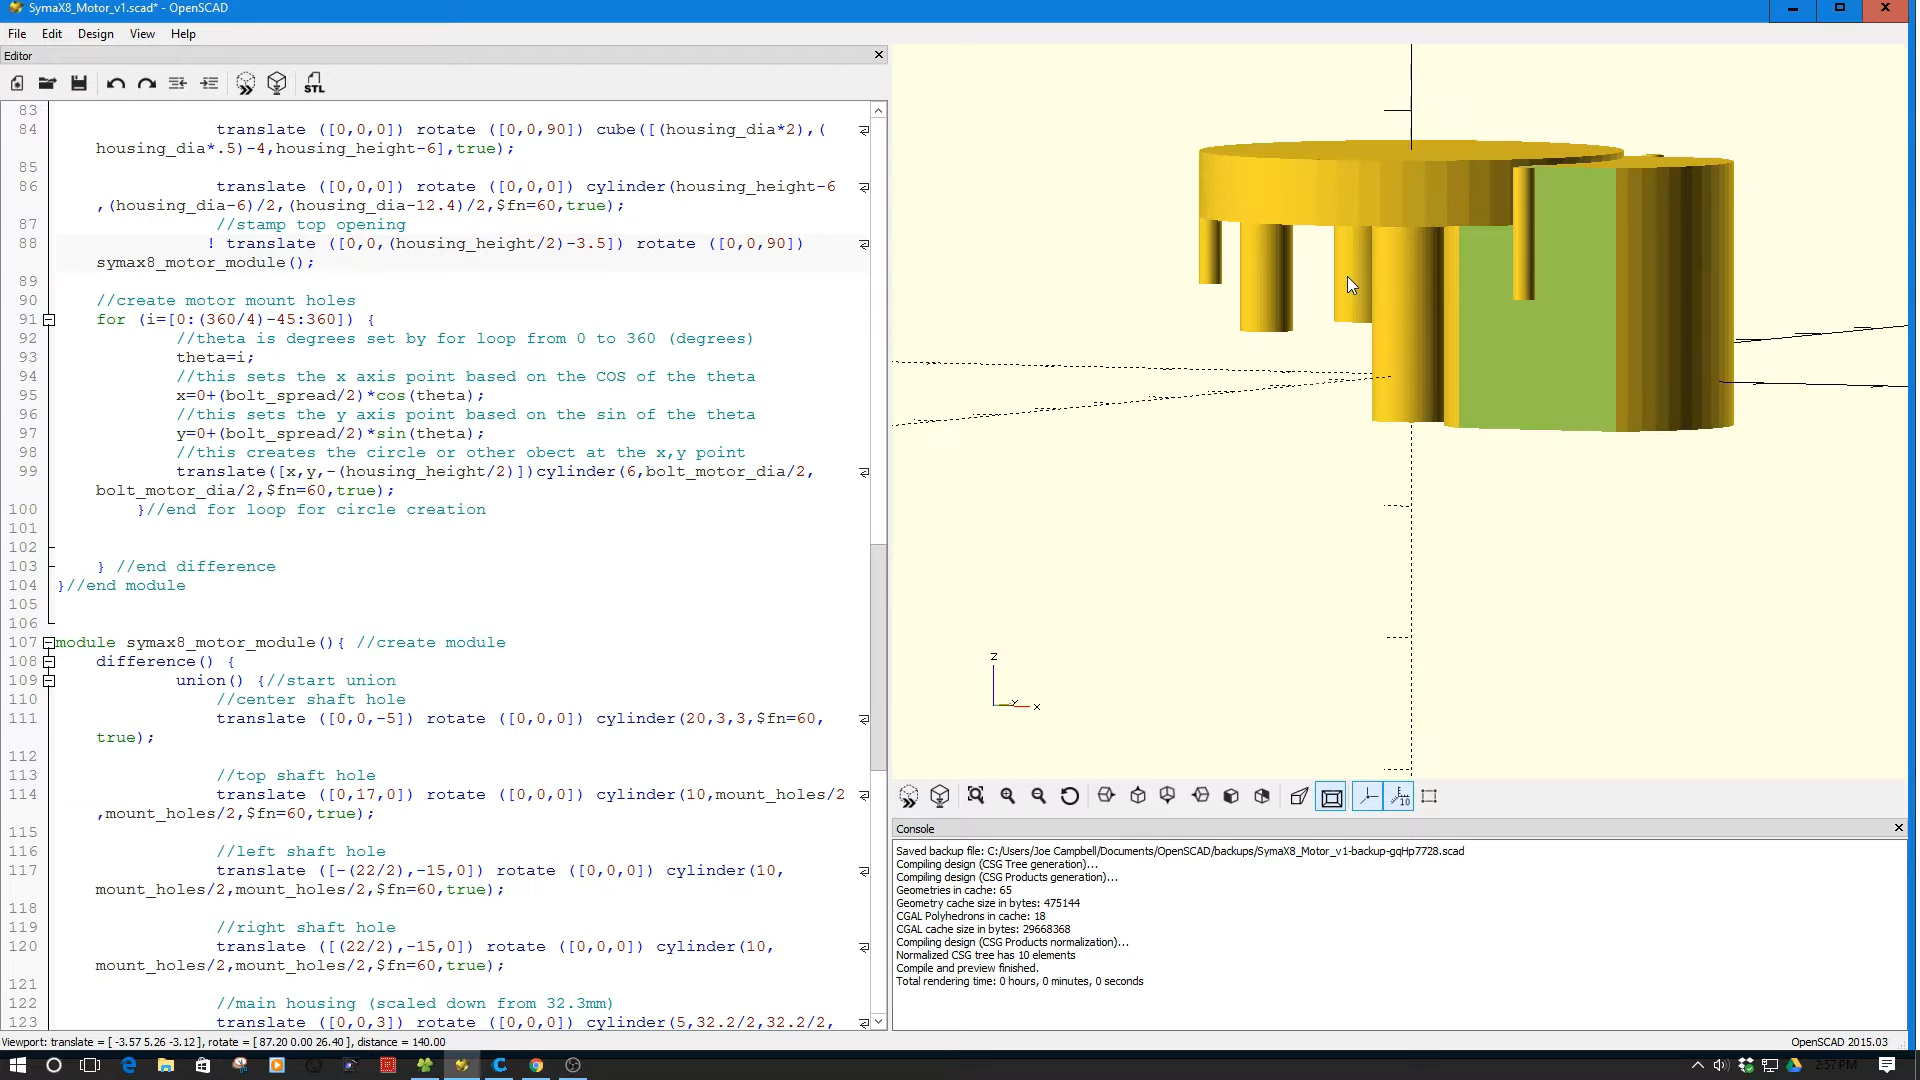 SymaX8_Motor_v1.scad* - OpenSCAD
File Edit Design View Help
Editor
STL
83
84 translate ([0,0,0]) rotate ([0,0,90]) cube([(housing_dia*2),(
housing_dia*.5)-4,housing_height-6],true);
85
86 translate ([0,0,0]) rotate ([0,0,0]) cylinder(housing_height-6
,(housing_dia-6)/2,(housing_dia-12.4)/2,$fn=60,true);
87 //stamp top opening
88 ! translate ([0,0,(housing_height/2)-3.5]) rotate ([0,0,90])
symax8_motor_module();
89
90 //create motor mount holes
91 for (i=[0:(360/4)-45:360]) {
92 //theta is degrees set by for loop from 0 to 360 (degrees)
93 theta=i;
94 //this sets the x axis point based on the COS of the theta
95 x=0+(bolt_spread/2)*cos(theta);
96 //this sets the y axis point based on the sin of the theta
97 y=0+(bolt_spread/2)*sin(theta);
98 //this creates the circle or other obect at the x,y point
99 translate([x,y,-(housing_height/2)])cylinder(6,bolt_motor_dia/2,
bolt_motor_dia/2,$fn=60,true);
100 }//end for loop for circle creation
101
102
103 } //end difference
104 }//end module
105
106
107 module symax8_motor_module(){ //create module
108 difference() {
109 union() {//start union
110 //center shaft hole
111 translate ([0,0,-5]) rotate ([0,0,0]) cylinder(20,3,3,$fn=60,
true);
112
113 //top shaft hole
114 translate ([0,17,0]) rotate ([0,0,0]) cylinder(10,mount_holes/2
,mount_holes/2,$fn=60,true);
115
116 //left shaft hole
117 translate ([-(22/2),-15,0]) rotate ([0,0,0]) cylinder(10,
mount_holes/2,mount_holes/2,$fn=60,true);
118
119 //right shaft hole
120 translate ([(22/2),-15,0]) rotate ([0,0,0]) cylinder(10,
mount_holes/2,mount_holes/2,$fn=60,true);
121
122 //main housing (scaled down from 32.3mm)
123 translate ([0,0,3]) rotate ([0,0,0]) cylinder(5,32.2/2,32.2/2,
z
y
x
10
Console
Saved backup file: C:/Users/Joe Campbell/Documents/OpenSCAD/backups/SymaX8_Motor_v1-backup-gqHp7728.scad
Compiling design (CSG Tree generation)...
Compiling design (CSG Products generation)...
Geometries in cache: 65
Geometry cache size in bytes: 475144
CGAL Polyhedrons in cache: 18
CGAL cache size in bytes: 29668368
Compiling design (CSG Products normalization)...
Normalized CSG tree has 10 elements
Compile and preview finished.
Total rendering time: 0 hours, 0 minutes, 0 seconds
Viewport: translate = [ -3.57 5.26 -3.12 ], rotate = [ 87.20 0.00 26.40 ], distance = 140.00
OpenSCAD 2015.03
2:57 PM